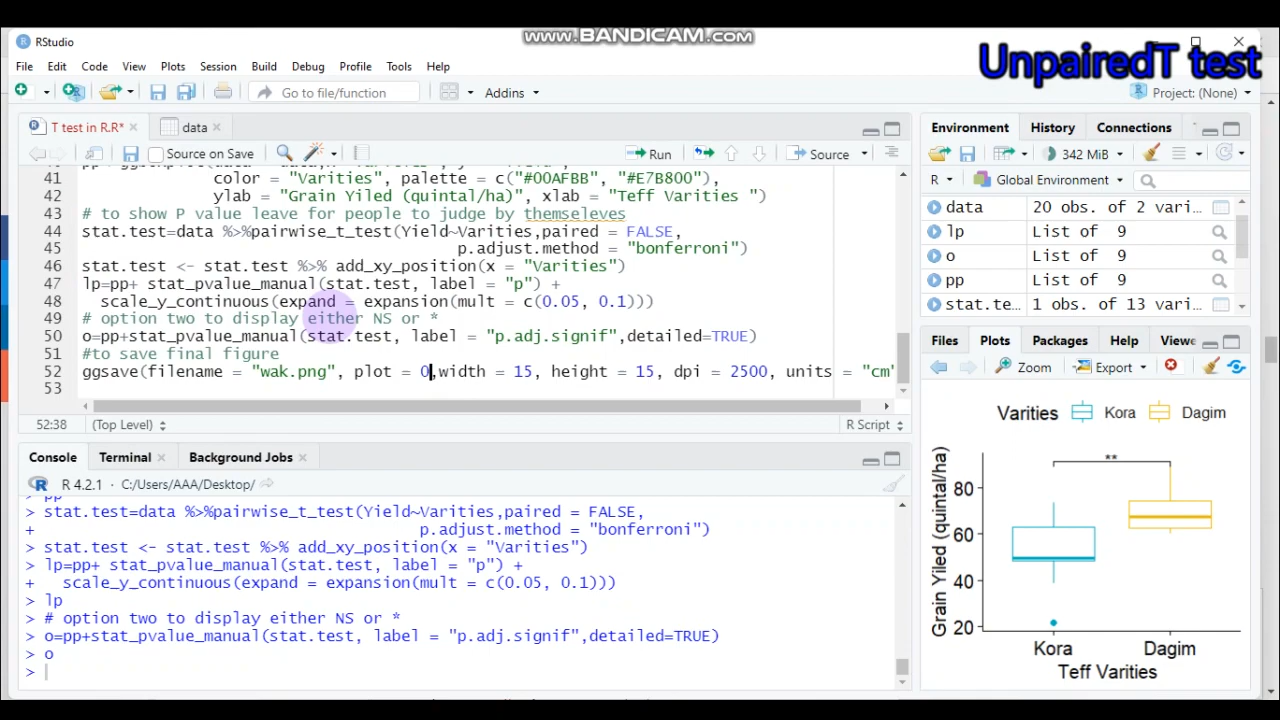 www.BANDICAM.com
RStudio
UnpairedT test
File Edit Code View Plots Session Build Debug Profile Tools Help
Go to file/function Addins Project: (None)
T test in R.R* data
Source on Save Run Source
41 color = "Varities", palette = c("#00AFBB", "#E7B800"),
42 ylab = "Grain Yiled (quintal/ha)", xlab = "Teff Varities ")
43 # to show P value leave for people to judge by themseleves
44 stat.test=data %>%pairwise_t_test(Yield~Varities,paired = FALSE,
45 p.adjust.method = "bonferroni")
46 stat.test <- stat.test %>% add_xy_position(x = "Varities")
47 lp=pp+ stat_pvalue_manual(stat.test, label = "p") +
48 scale_y_continuous(expand = expansion(mult = c(0.05, 0.1)))
49 # option two to display either NS or *
50 o=pp+stat_pvalue_manual(stat.test, label = "p.adj.signif",detailed=TRUE)
51 #to save final figure
52 ggsave(filename = "wak.png", plot = O,width = 15, height = 15, dpi = 2500, units = "cm"
53
52:38 (Top Level) R Script
Console Terminal Background Jobs
R 4.2.1 · C:/Users/AAA/Desktop/
> pp
> stat.test=data %>%pairwise_t_test(Yield~Varities,paired = FALSE,
+ p.adjust.method = "bonferroni")
> stat.test <- stat.test %>% add_xy_position(x = "Varities")
> lp=pp+ stat_pvalue_manual(stat.test, label = "p") +
+ scale_y_continuous(expand = expansion(mult = c(0.05, 0.1)))
> lp
> # option two to display either NS or *
> o=pp+stat_pvalue_manual(stat.test, label = "p.adj.signif",detailed=TRUE)
> o
>
Environment History Connections
342 MiB
R Global Environment
data 20 obs. of 2 vari...
lp List of 9
o List of 9
pp List of 9
stat.te... 1 obs. of 13 variab...
Files Plots Packages Help Viewe
Zoom Export
Varities Kora Dagim
**
Grain Yiled (quintal/ha)
80
60
40
20
Kora Dagim
Teff Varities